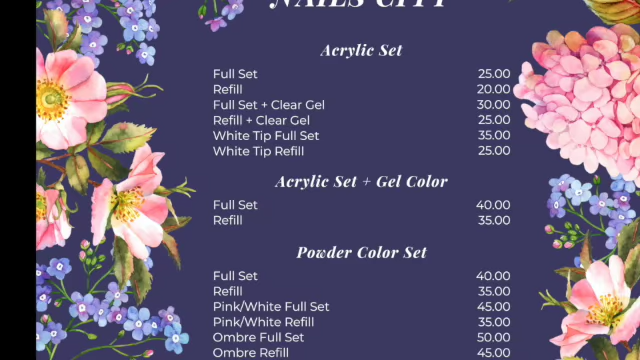 NAILS CITY
Acrylic Set
Full Set 25.00
Refill 20.00
Full Set + Clear Gel 30.00
Refill + Clear Gel 25.00
White Tip Full Set 35.00
White Tip Refill 25.00
Acrylic Set + Gel Color
Full Set 40.00
Refill 35.00
Powder Color Set
Full Set 40.00
Refill 35.00
Pink/White Full Set 45.00
Pink/White Refill 35.00
Ombre Full Set 50.00
Ombre Refill 45.00